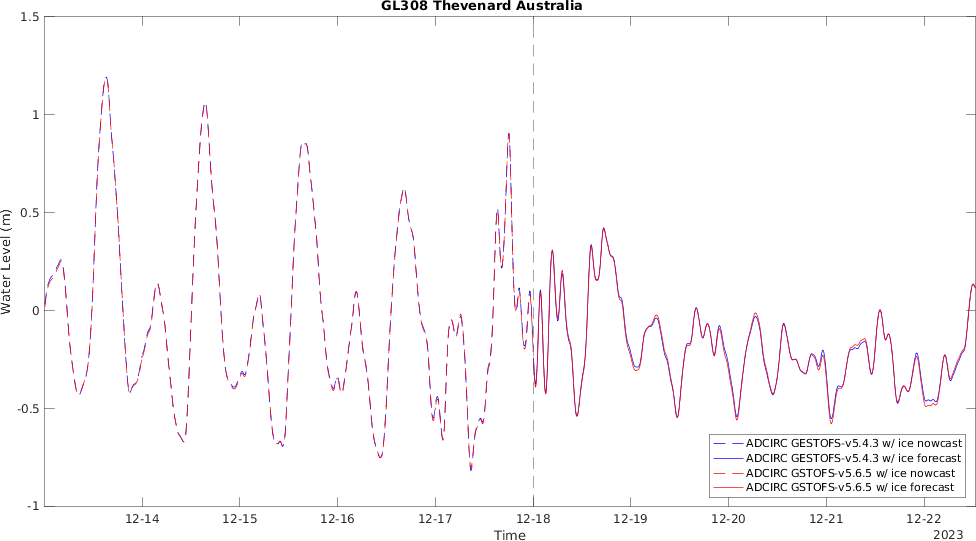 GL308 Thevenard Australia
1.5
1
0.5
0
-0.5
-1
Water Level (m)
12-14 12-15 12-16 12-17 12-18 12-19 12-20 12-21 12-22
Time
2023
ADCIRC GESTOFS-v5.4.3 w/ ice nowcast
ADCIRC GESTOFS-v5.4.3 w/ ice forecast
ADCIRC GSTOFS-v5.6.5 w/ ice nowcast
ADCIRC GSTOFS-v5.6.5 w/ ice forecast